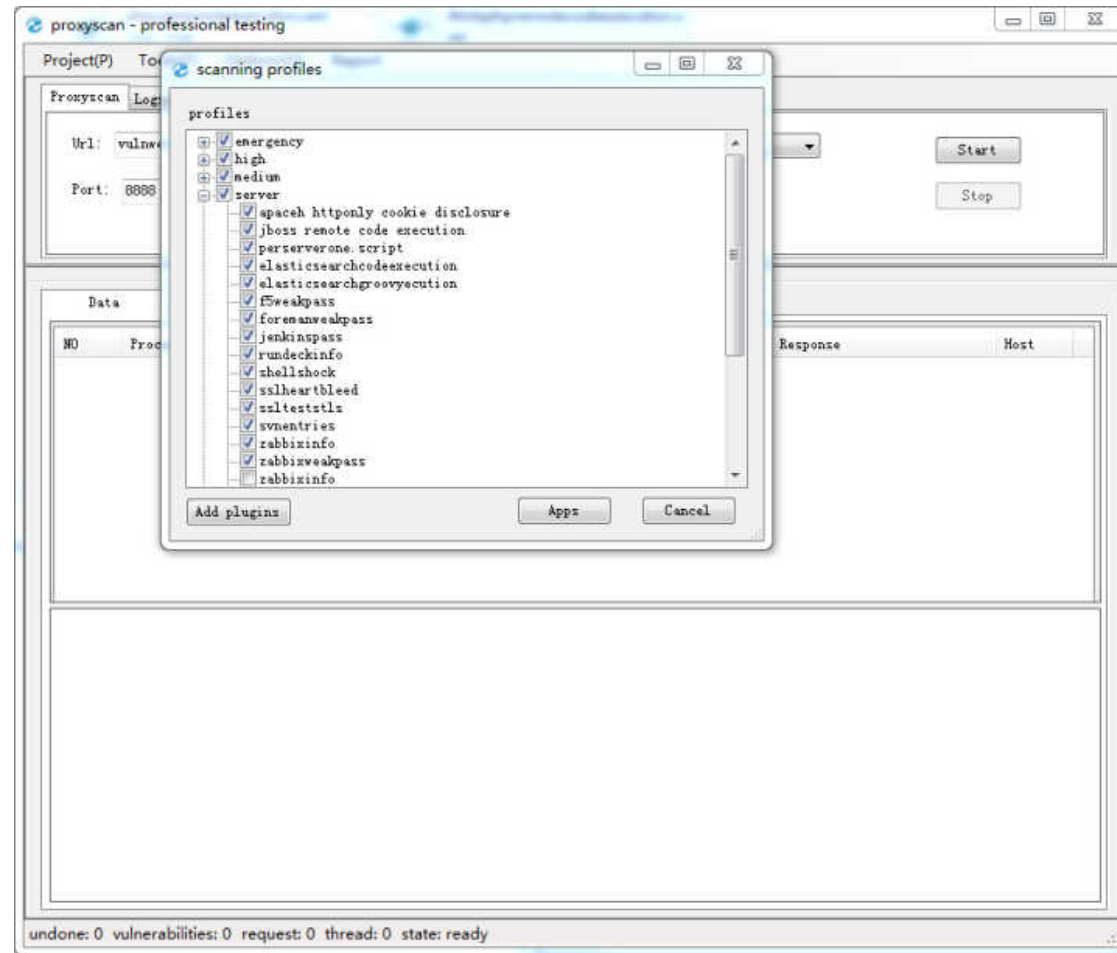 proxyscan - professional testing
Project(P)
scanning profiles
Proxyscan
profiles
Url:
emergency
high
Start
Port: 8888
medium
server
Stop
apaceh httponly cookie disclosure
jboss remote code execution
perserverone.script
elasticsearchcodeexecution
elasticsearchgroovyecution
Data
f5weakpass
foremanweakpass
NO
jenkinspass
Response
Host
rundeckinfo
shellshock
sslheartbleed
sslteststls
svnentries
zabbixinfo
zabbixweakpass
zabbixinfo
Add plugins
Apps
Cancel
undone: 0 vulnerabilities: 0 request: 0 thread: 0 state: ready